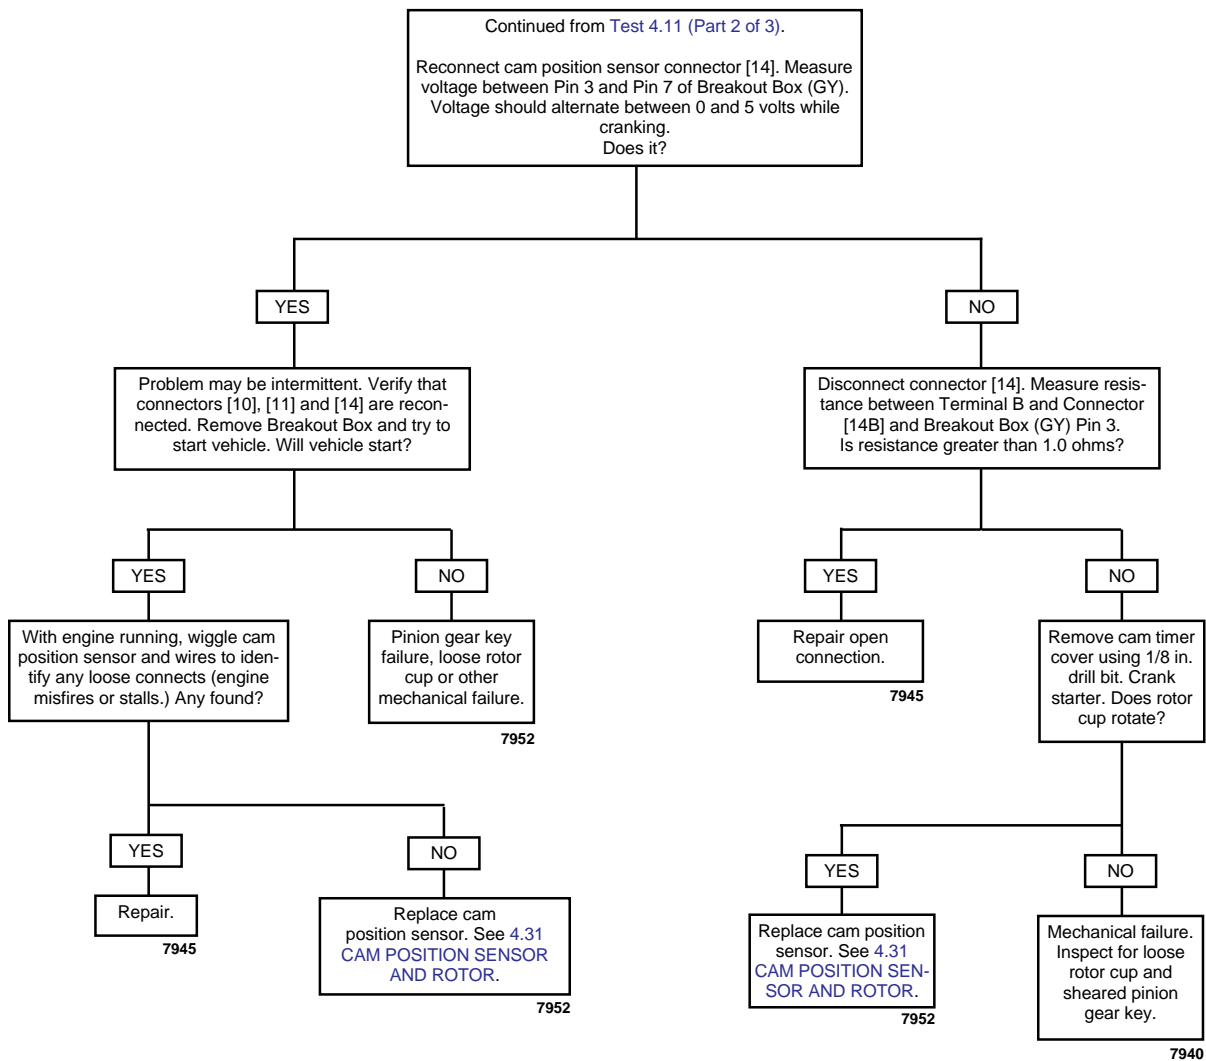 Continued from Test 4.11 (Part 2 of 3).
Reconnect cam position sensor connector [14]. Measure
voltage between Pin 3 and Pin 7 of Breakout Box (GY).
Voltage should alternate between 0 and 5 volts while
cranking.
Does it?
YES
NO
Problem may be intermittent. Verify that
connectors [10], [11] and [14] are recon-
nected. Remove Breakout Box and try to
start vehicle. Will vehicle start?
Disconnect connector [14]. Measure resis-
tance between Terminal B and Connector
[14B] and Breakout Box (GY) Pin 3.
Is resistance greater than 1.0 ohms?
YES
NO
YES
NO
With engine running, wiggle cam
position sensor and wires to iden-
tify any loose connects (engine
misfires or stalls.) Any found?
Pinion gear key
failure, loose rotor
cup or other
mechanical failure.
7952
Repair open
connection.
7945
Remove cam timer
cover using 1/8 in.
drill bit. Crank
starter. Does rotor
cup rotate?
YES
NO
YES
NO
Repair.
7945
Replace cam
position sensor. See 4.31
CAM POSITION SENSOR
AND ROTOR.
7952
Replace cam position
sensor. See 4.31
CAM POSITION SEN-
SOR AND ROTOR.
7952
Mechanical failure.
Inspect for loose
rotor cup and
sheared pinion
gear key.
7940